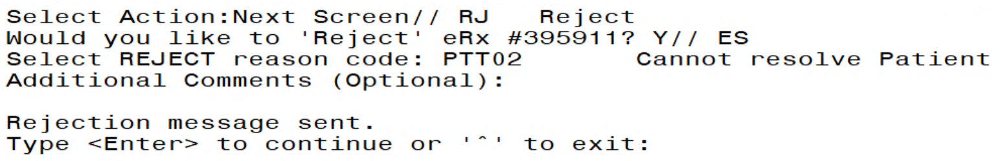 Select Action:Next Screen// RJ   Reject
Would you like to 'Reject' eRx #395911? Y// ES
Select REJECT reason code: PTT02        Cannot resolve Patient
Additional Comments (Optional):

Rejection message sent.
Type <Enter> to continue or '^' to exit: